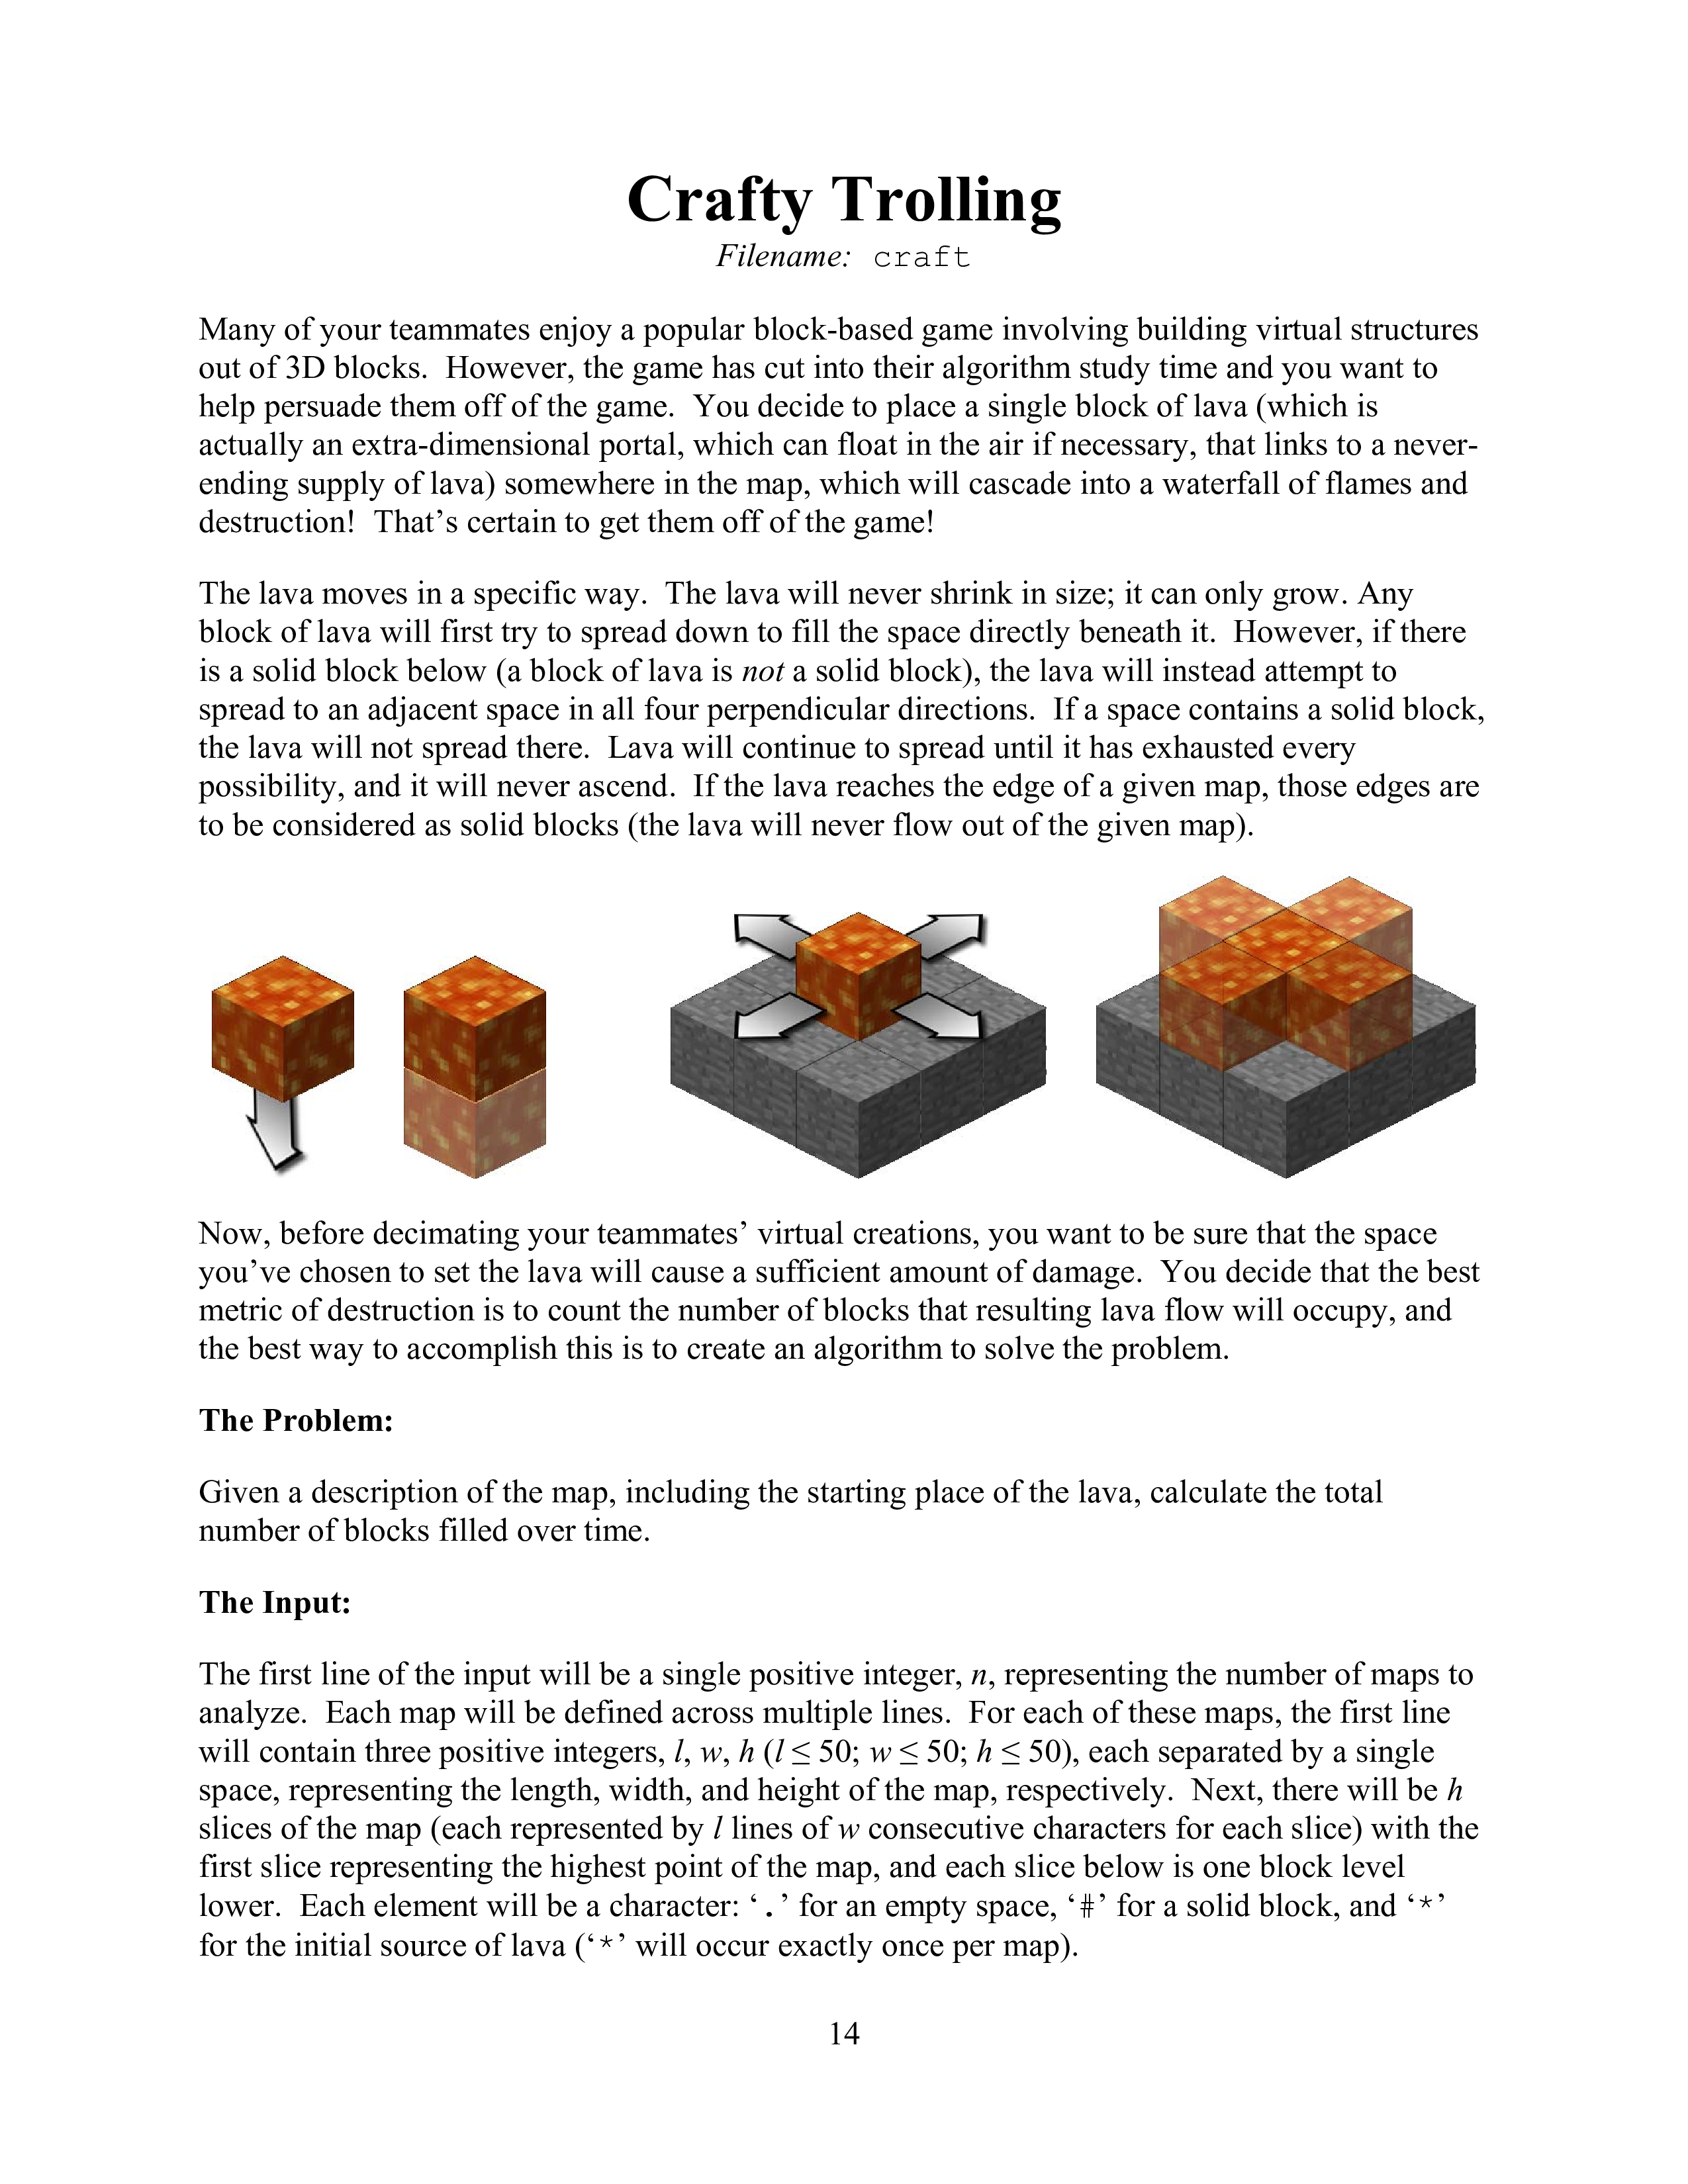 Crafty Trolling
Filename: craft
Many of your teammates enjoy a popular block-based game involving building virtual structures
out of 3D blocks. However, the game has cut into their algorithm study time and you want to
help persuade them off of the game. You decide to place a single block of lava (which is
actually an extra-dimensional portal, which can float in the air if necessary, that links to a never-
ending supply of lava) somewhere in the map, which will cascade into a waterfall of flames and
destruction! That’s certain to get them off of the game!
The lava moves in a specific way. The lava will never shrink in size; it can only grow. Any
block of lava will first try to spread down to fill the space directly beneath it. However, if there
is a solid block below (a block of lava is not a solid block), the lava will instead attempt to
spread to an adjacent space in all four perpendicular directions. If a space contains a solid block,
the lava will not spread there. Lava will continue to spread until it has exhausted every
possibility, and it will never ascend. If the lava reaches the edge of a given map, those edges are
to be considered as solid blocks (the lava will never flow out of the given map).
Now, before decimating your teammates’ virtual creations, you want to be sure that the space
you’ve chosen to set the lava will cause a sufficient amount of damage. You decide that the best
metric of destruction is to count the number of blocks that resulting lava flow will occupy, and
the best way to accomplish this is to create an algorithm to solve the problem.
The Problem:
Given a description of the map, including the starting place of the lava, calculate the total
number of blocks filled over time.
The Input:
The first line of the input will be a single positive integer, n, representing the number of maps to
analyze. Each map will be defined across multiple lines. For each of these maps, the first line
will contain three positive integers, l, w, h (l ≤ 50; w ≤ 50; h ≤ 50), each separated by a single
space, representing the length, width, and height of the map, respectively. Next, there will be h
slices of the map (each represented by l lines of w consecutive characters for each slice) with the
first slice representing the highest point of the map, and each slice below is one block level
lower. Each element will be a character: ‘.’ for an empty space, ‘#’ for a solid block, and ‘*’
for the initial source of lava (‘*’ will occur exactly once per map).
14